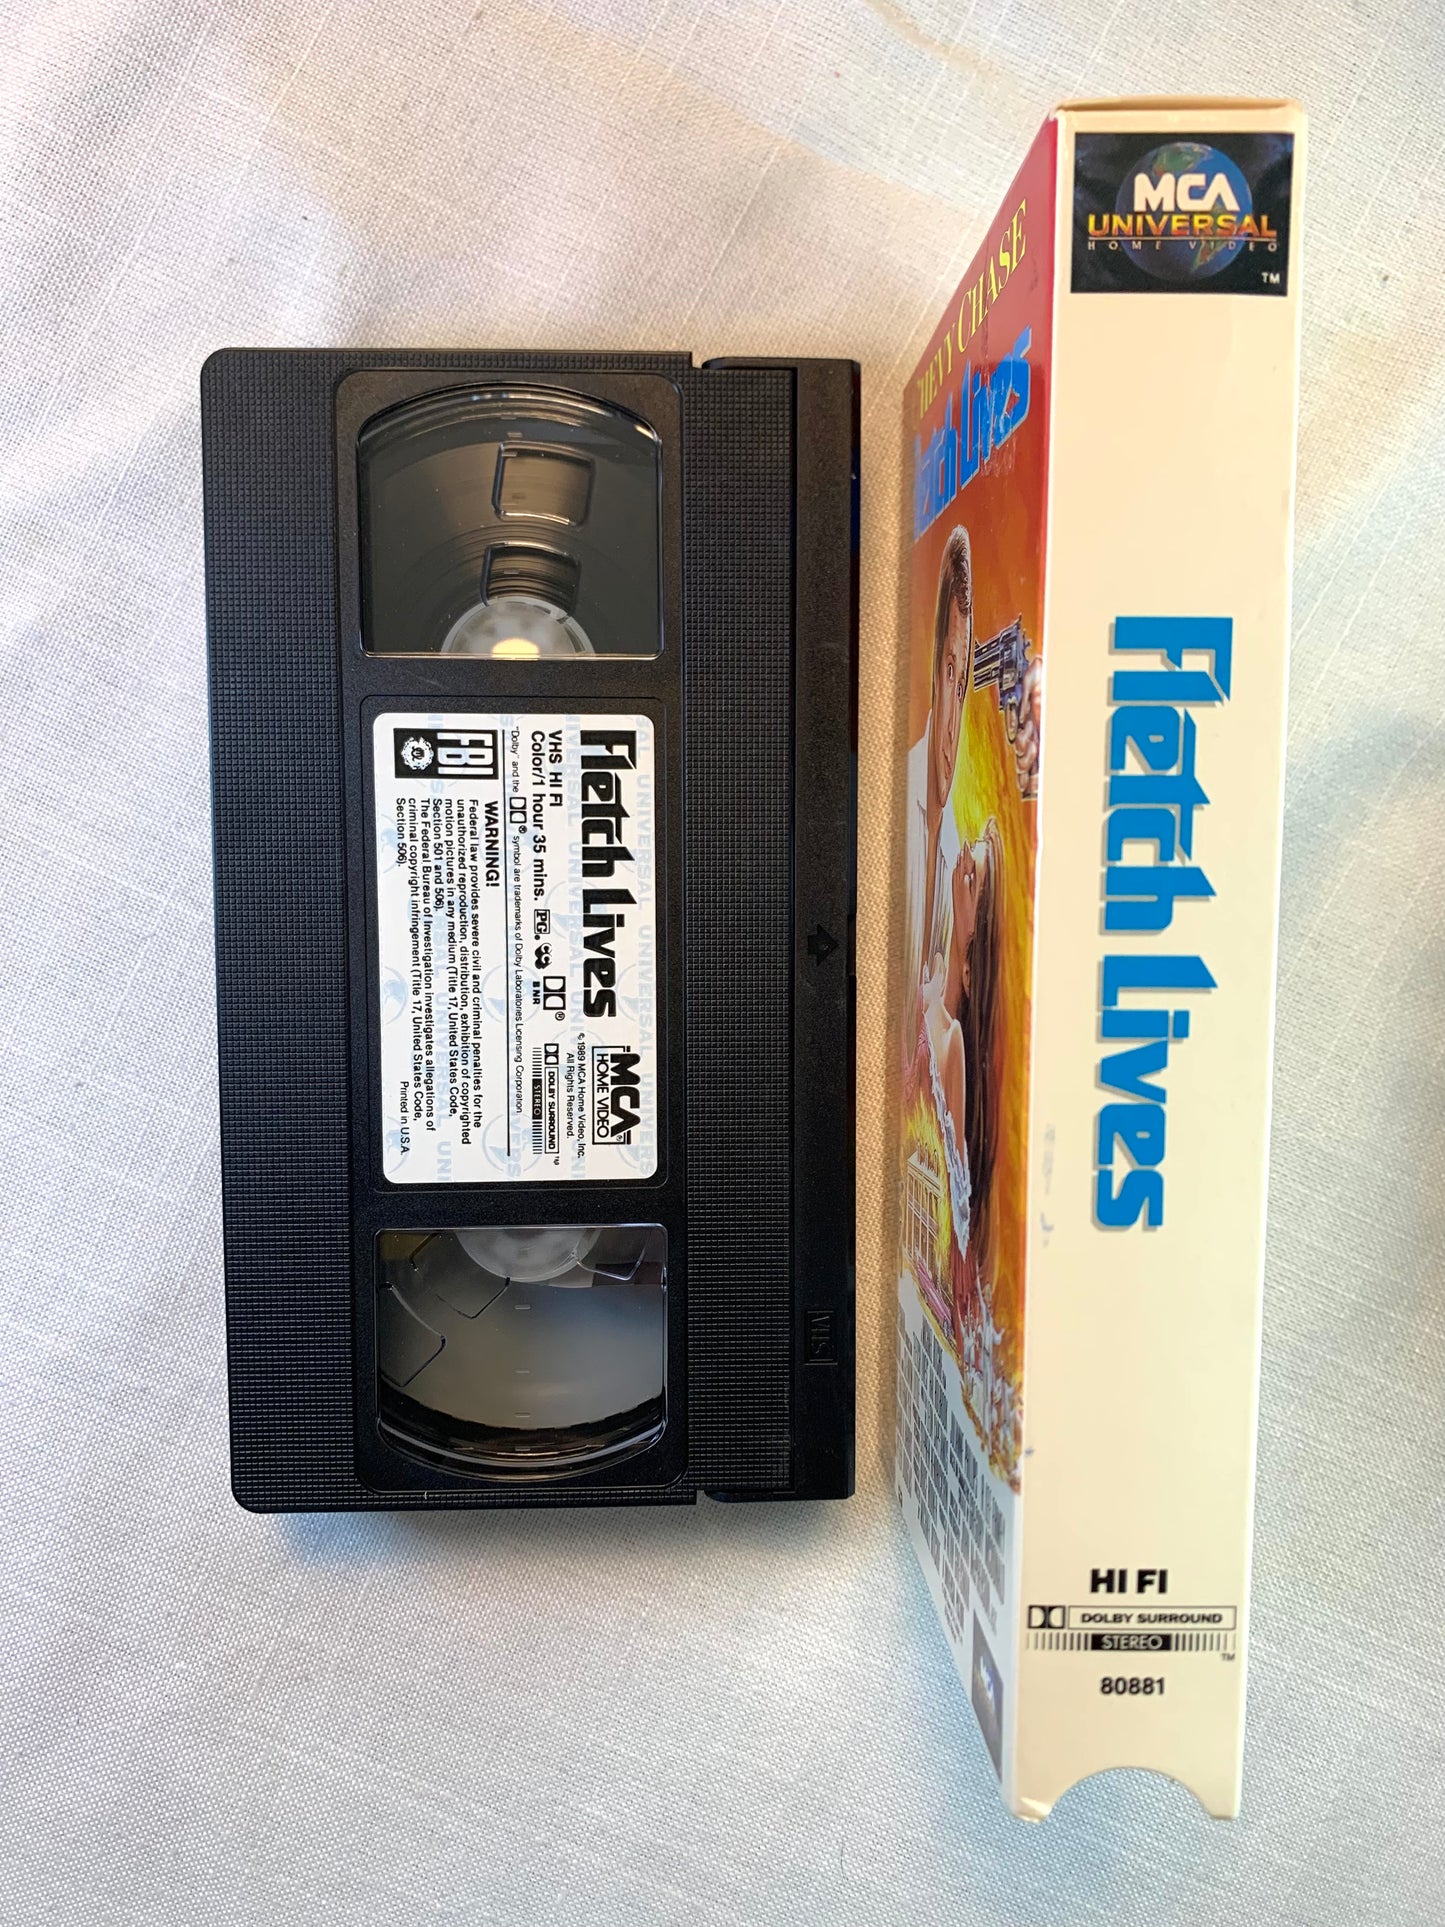 Fletch Lives
VHS HI FI
Color/1 hour 35 mins. PG.
BNR
"Dolby" and the ® symbol are trademarks of Dolby Laboratories Licensing Corporation.
MCA®
HOME VIDEO
© 1989 MCA Home Video, Inc.
All Rights Reserved.
DOLBY SURROUND™
STEREO
FBI
WARNING!
Federal law provides severe civil and criminal penalties for the
unauthorized reproduction, distribution, exhibition of copyrighted
motion pictures in any medium (Title 17, United States Code,
Section 501 and 506).
The Federal Bureau of Investigation investigates allegations of
criminal copyright infringement (Title 17, United States Code,
Section 506).
Printed in U.S.A.
VHS
CHEVY CHASE
Fletch Lives
MCA
UNIVERSAL
HOME VIDEO
TM
Fletch Lives
HI FI
DOLBY SURROUND
STEREO
TM
80881